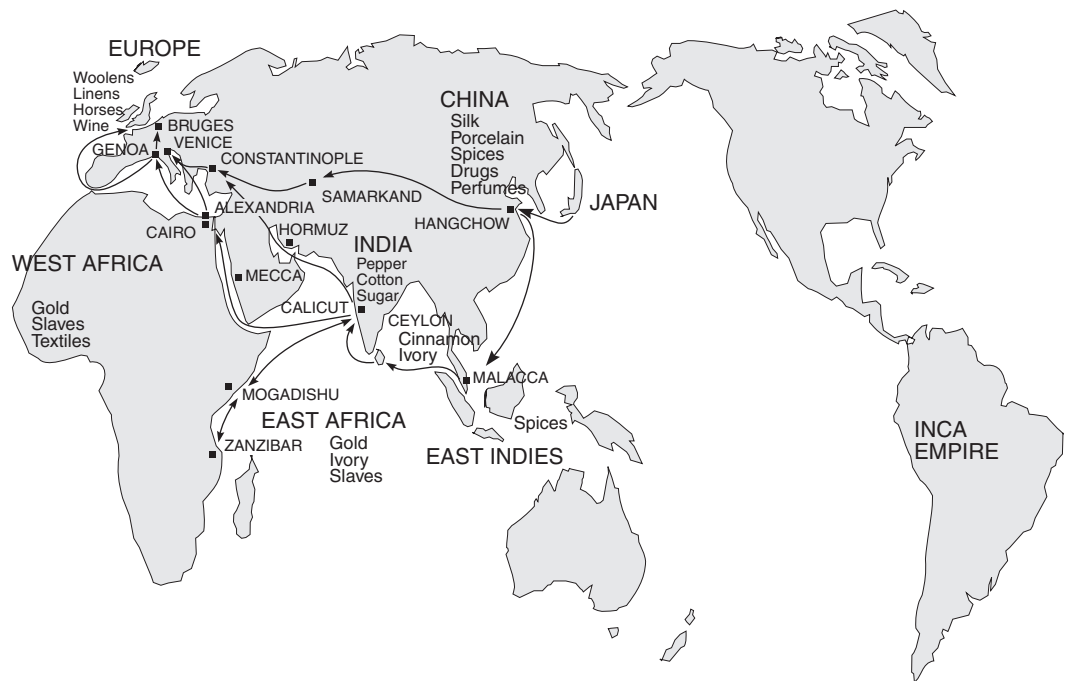 EUROPE
Woolens
Linens
Horses
Wine
BRUGES
VENICE
GENOA
CONSTANTINOPLE
SAMARKAND
CHINA
Silk
Porcelain
Spices
Drugs
Perfumes
JAPAN
HANGCHOW
ALEXANDRIA
CAIRO
HORMUZ
INDIA
Pepper
Cotton
Sugar
WEST AFRICA
Gold
Slaves
Textiles
MECCA
CALICUT
CEYLON
Cinnamon
Ivory
MALACCA
MOGADISHU
EAST AFRICA
Gold
Ivory
Slaves
ZANZIBAR
Spices
EAST INDIES
INCA
EMPIRE